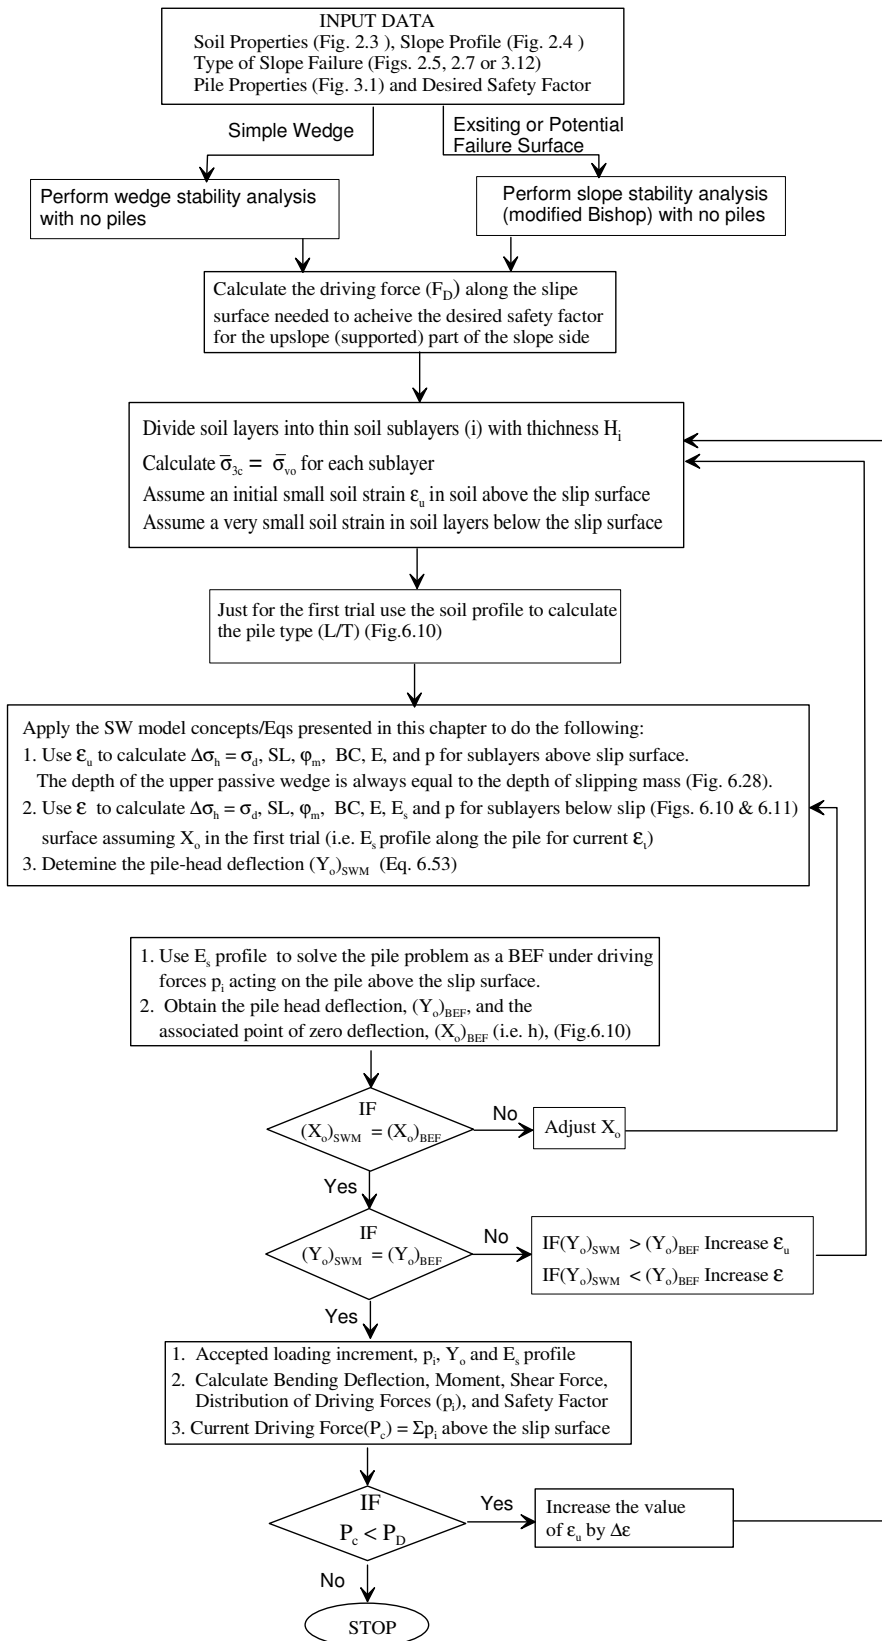 INPUT DATA
Soil Properties (Fig. 2.3 ), Slope Profile (Fig. 2.4 )
Type of Slope Failure (Figs. 2.5, 2.7 or 3.12)
Pile Properties (Fig. 3.1) and Desired Safety Factor
Simple Wedge
Exsiting or Potential
Failure Surface
Perform wedge stability analysis
with no piles
Perform slope stability analysis
(modified Bishop) with no piles
Calculate the driving force (F_D) along the slipe
surface needed to acheive the desired safety factor
for the upslope (supported) part of the slope side
Divide soil layers into thin soil sublayers (i) with thichness H_i
Calculate σ̄_3c = σ̄_vo for each sublayer
Assume an initial small soil strain ε_u in soil above the slip surface
Assume a very small soil strain in soil layers below the slip surface
Just for the first trial use the soil profile to calculate
the pile type (L/T) (Fig.6.10)
Apply the SW model concepts/Eqs presented in this chapter to do the following:
1. Use ε_u to calculate Δσ_h = σ_d, SL, φ_m, BC, E, and p for sublayers above slip surface.
The depth of the upper passive wedge is always equal to the depth of slipping mass (Fig. 6.28).
2. Use ε to calculate Δσ_h = σ_d, SL, φ_m, BC, E, E_s and p for sublayers below slip (Figs. 6.10 & 6.11)
surface assuming X_o in the first trial (i.e. E_s profile along the pile for current ε_ι)
3. Detemine the pile-head deflection (Y_o)_SWM (Eq. 6.53)
1. Use E_s profile to solve the pile problem as a BEF under driving
forces p_i acting on the pile above the slip surface.
2. Obtain the pile head deflection, (Y_o)_BEF, and the
associated point of zero deflection, (X_o)_BEF (i.e. h), (Fig.6.10)
IF
(X_o)_SWM = (X_o)_BEF
No
Adjust X_o
Yes
IF
(Y_o)_SWM = (Y_o)_BEF
No
IF(Y_o)_SWM > (Y_o)_BEF Increase ε_u
IF(Y_o)_SWM < (Y_o)_BEF Increase ε
Yes
1. Accepted loading increment, p_i, Y_o and E_s profile
2. Calculate Bending Deflection, Moment, Shear Force,
Distribution of Driving Forces (p_i), and Safety Factor
3. Current Driving Force(P_c) = Σp_i above the slip surface
IF
P_c < P_D
Yes
Increase the value
of ε_u by Δε
No
STOP